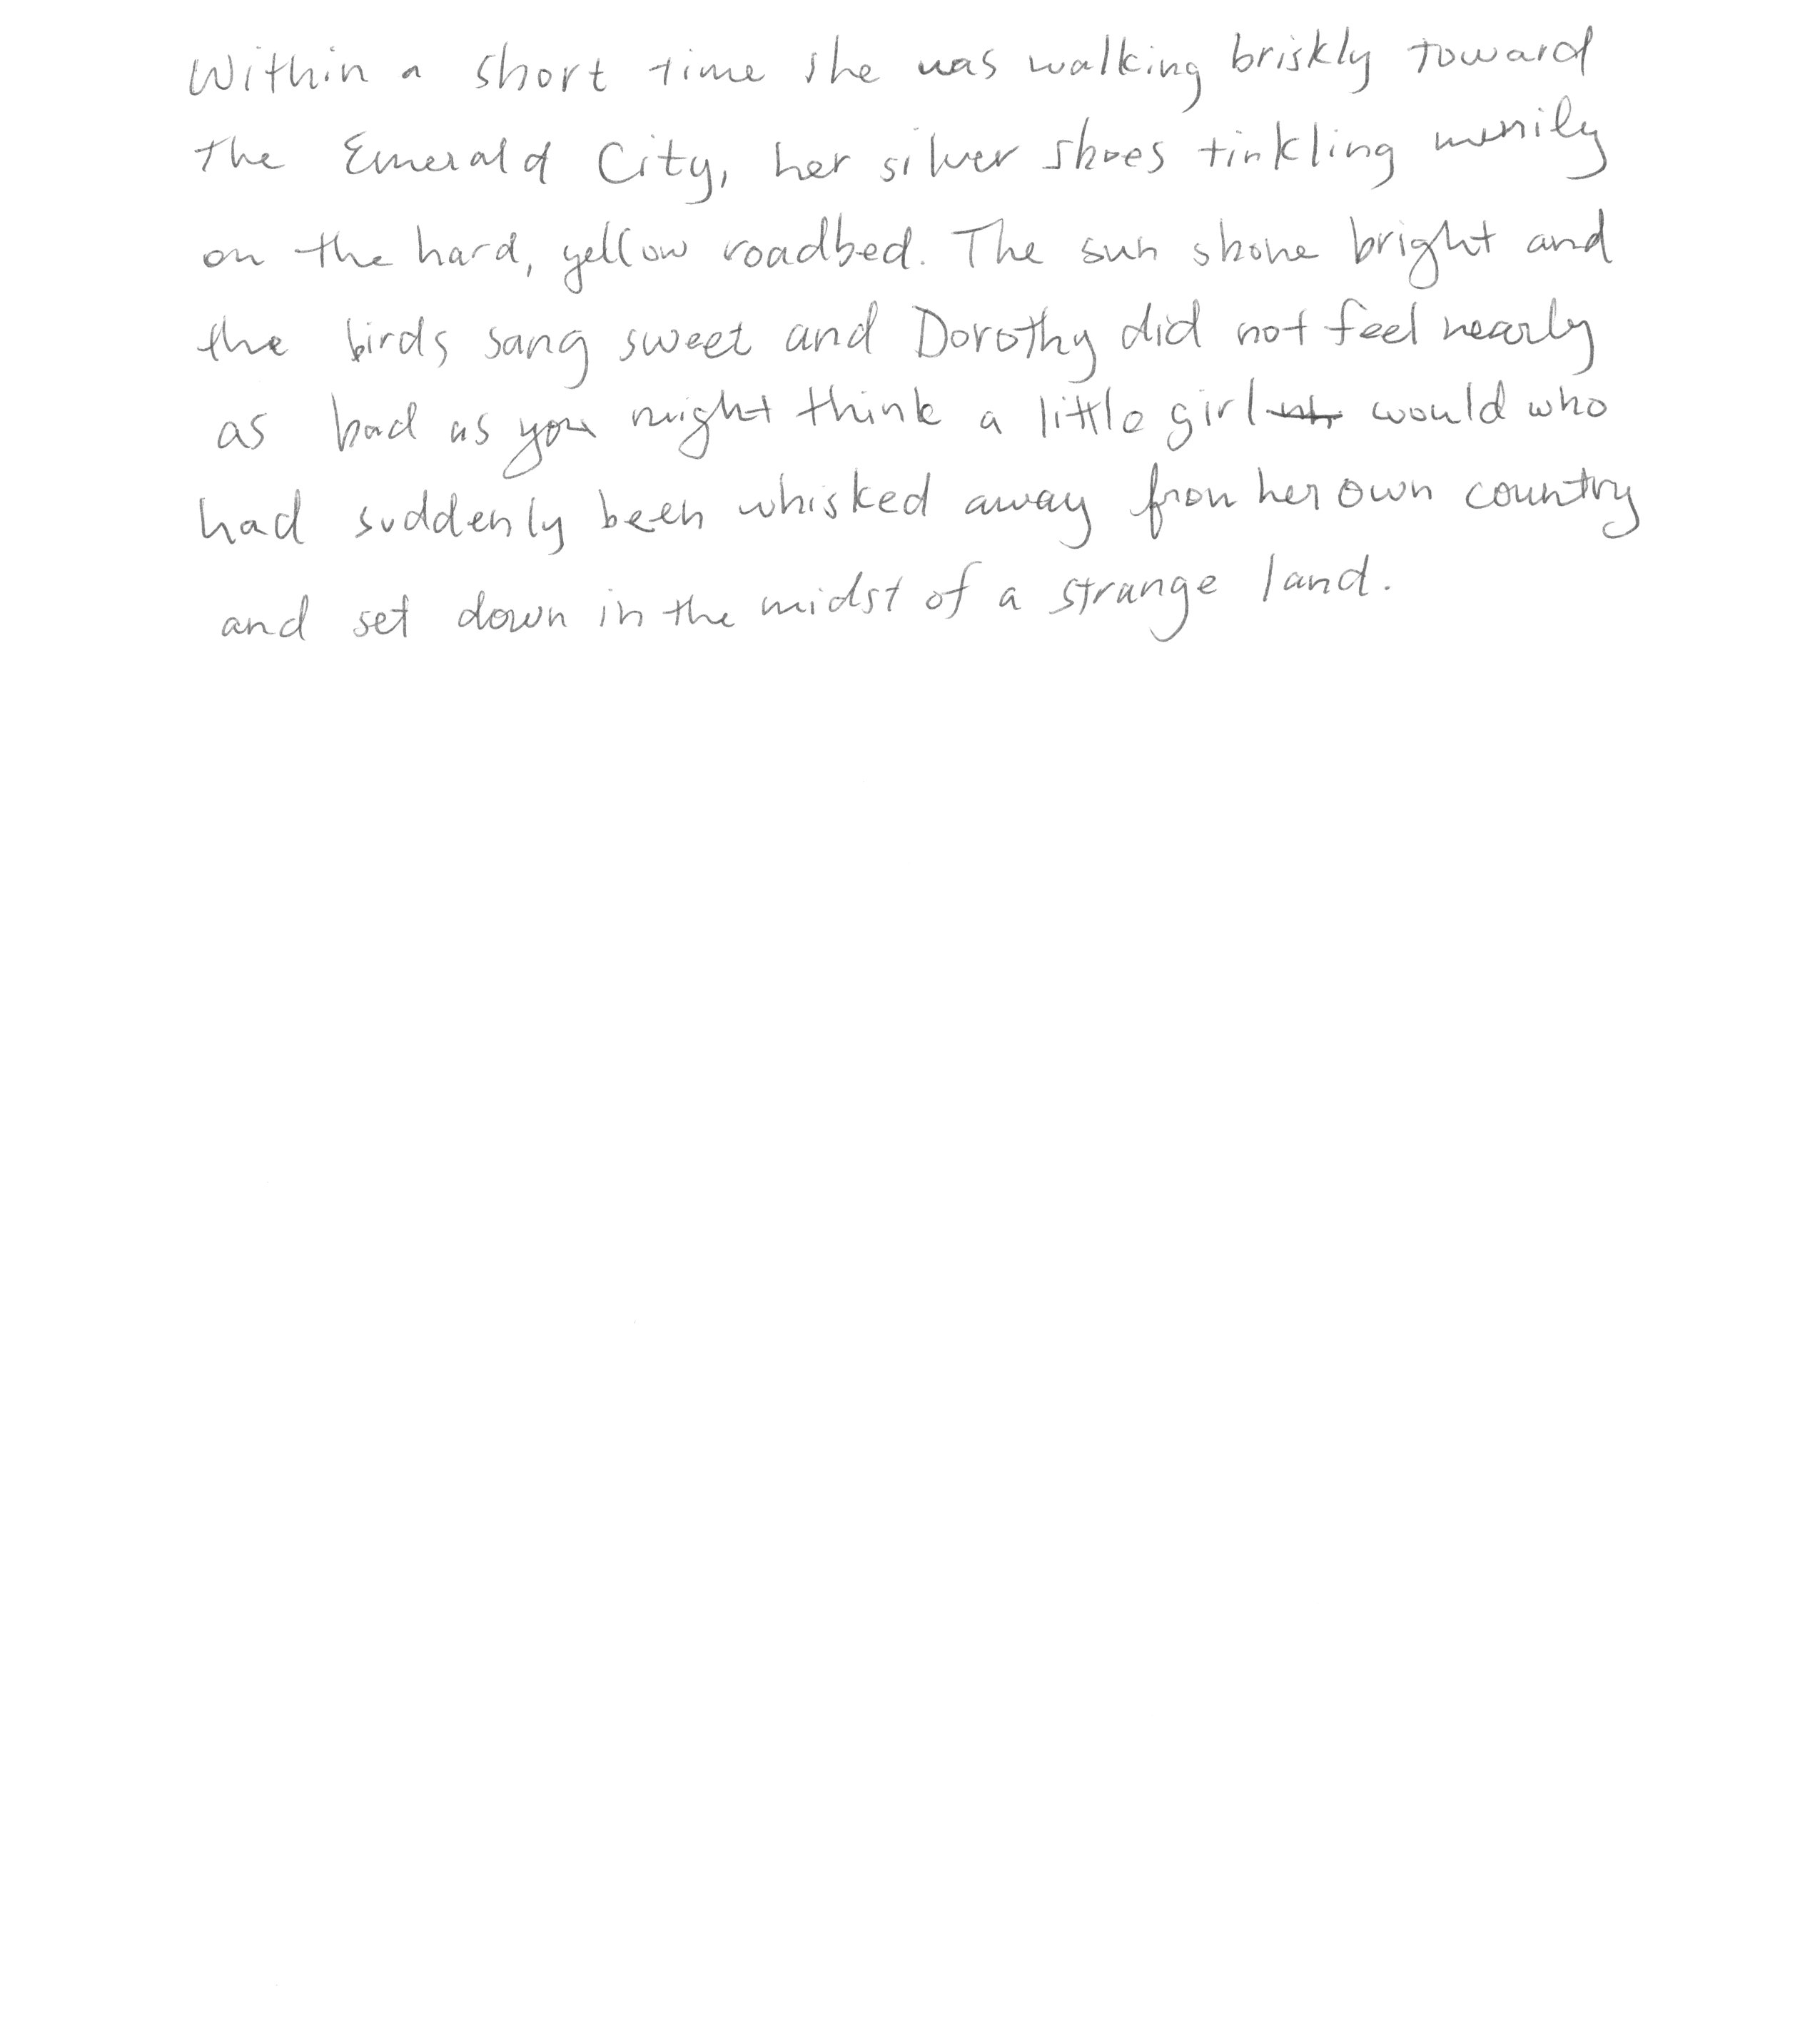 Within a short time she was walking briskly toward
the Emerald City, her silver shoes tinkling merrily
on the hard, yellow roadbed. The sun shone bright and
the birds sang sweet and Dorothy did not feel nearly
as bad as you might think a little girl would who
had suddenly been whisked away from her own country
and set down in the midst of a strange land.